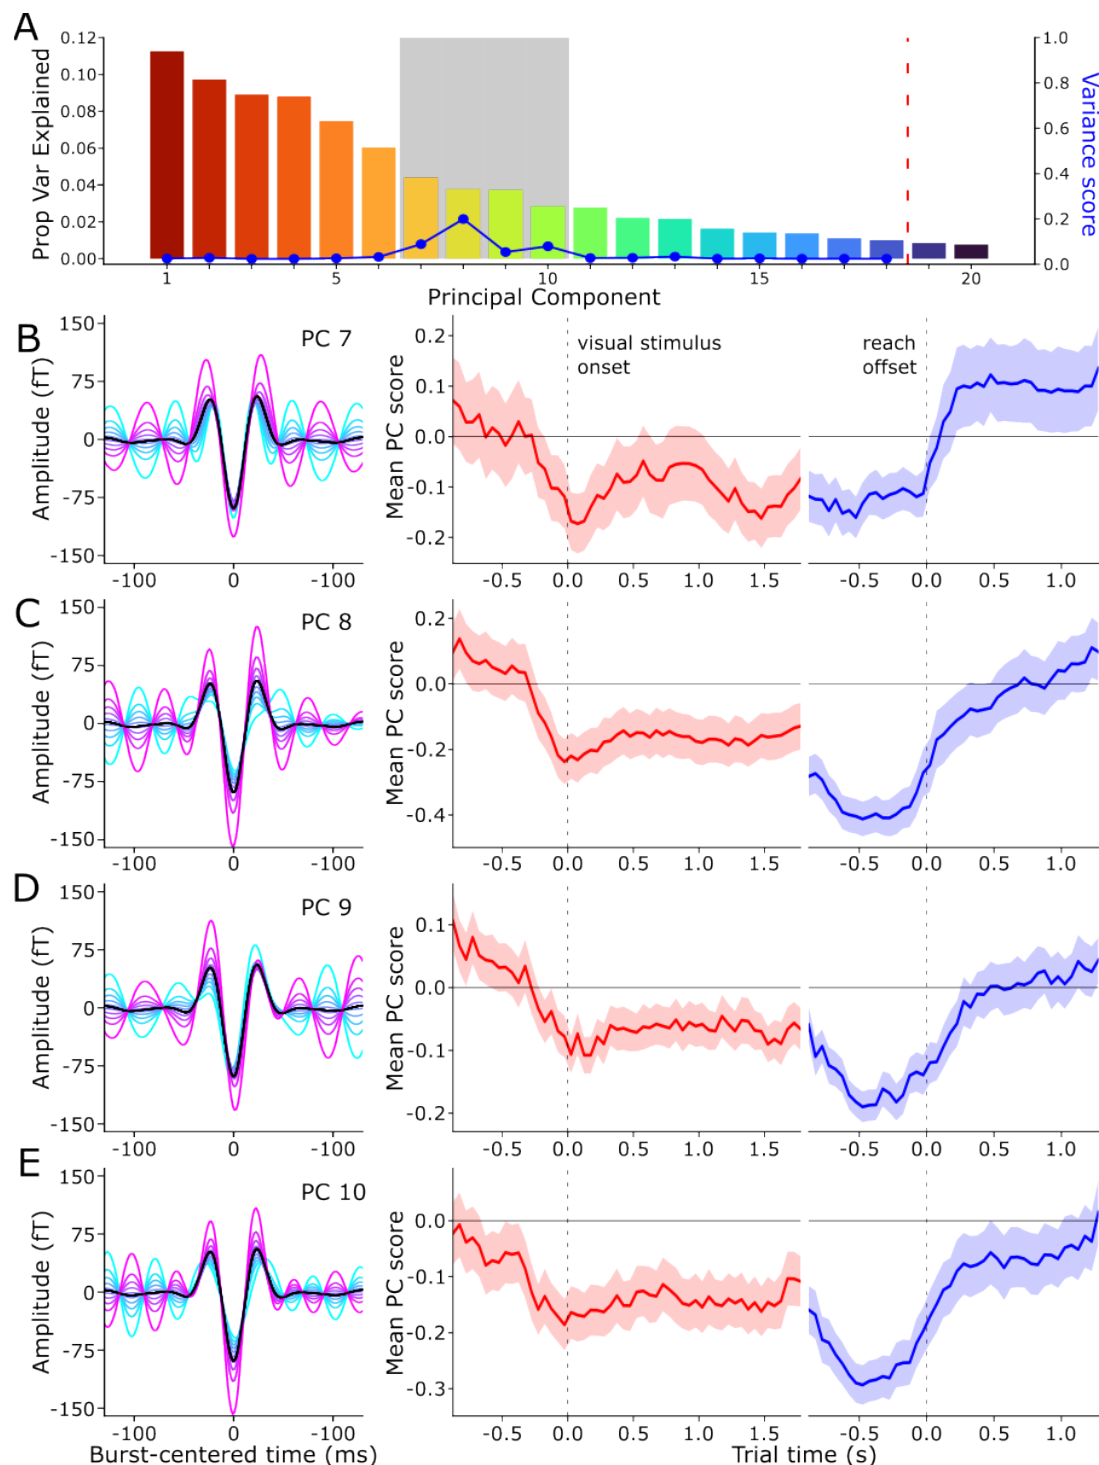 A
0.12
0.10
0.08
0.06
0.04
0.02
0.00
Prop Var Explained
1.0
0.8
0.6
0.4
0.2
0.0
Variance score
1 5 10 15 20
Principal Component
B
150
75
0
-75
-150
Amplitude (fT)
PC 7
-100 0 -100
0.2
0.1
0.0
-0.1
-0.2
Mean PC score
visual stimulus
onset
reach
offset
-0.5 0.0 0.5 1.0 1.5
-0.5 0.0 0.5 1.0
C
150
75
0
-75
-150
Amplitude (fT)
PC 8
-100 0 -100
0.2
0.0
-0.2
-0.4
Mean PC score
-0.5 0.0 0.5 1.0 1.5
-0.5 0.0 0.5 1.0
D
150
75
0
-75
-150
Amplitude (fT)
PC 9
-100 0 -100
0.1
0.0
-0.1
-0.2
Mean PC score
-0.5 0.0 0.5 1.0 1.5
-0.5 0.0 0.5 1.0
E
150
75
0
-75
-150
Amplitude (fT)
PC 10
-100 0 -100
Burst-centered time (ms)
0.0
-0.1
-0.2
-0.3
Mean PC score
-0.5 0.0 0.5 1.0 1.5
-0.5 0.0 0.5 1.0
Trial time (s)